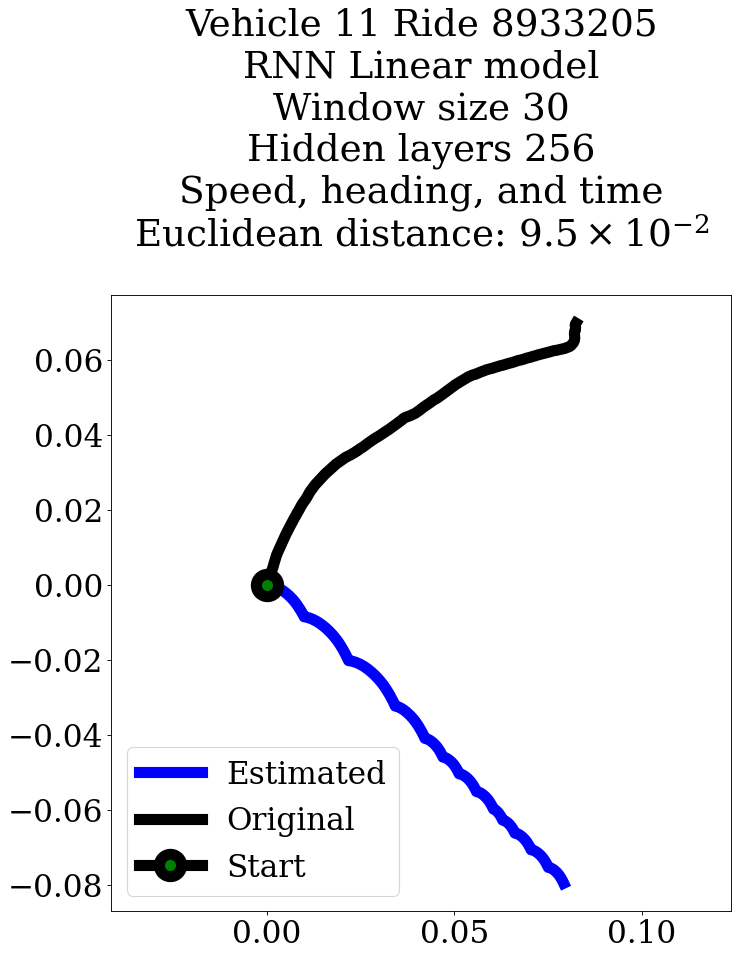 Vehicle 11 Ride 8933205
RNN Linear model
Window size 30
Hidden layers 256
Speed, heading, and time
Euclidean distance: 9.5 × 10⁻²
0.06
0.04
0.02
0.00
−0.02
−0.04
−0.06
−0.08
Estimated
Original
Start
0.00 0.05 0.10